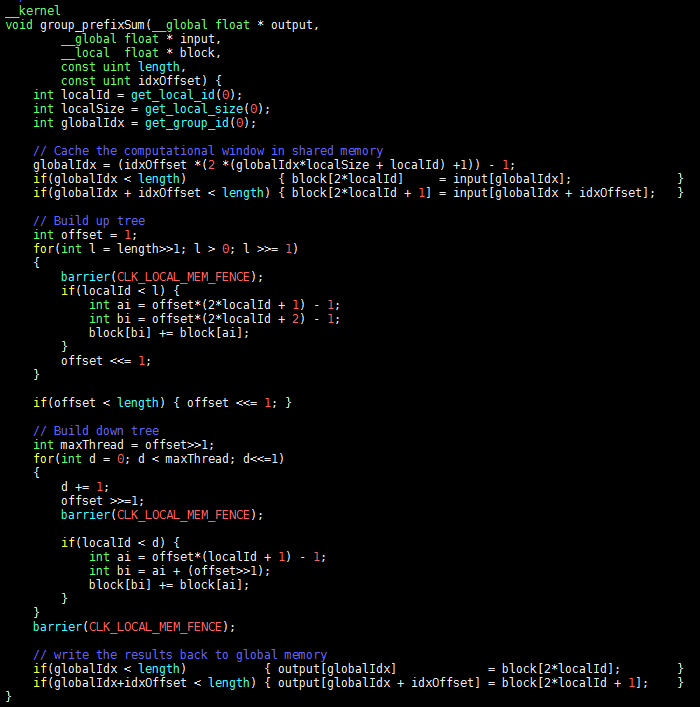 __kernel
void group_prefixSum(__global float * output,
        __global float * input,
        __local  float * block,
        const uint length,
        const uint idxOffset) {
    int localId = get_local_id(0);
    int localSize = get_local_size(0);
    int globalIdx = get_group_id(0);

    // Cache the computational window in shared memory
    globalIdx = (idxOffset *(2 *(globalIdx*localSize + localId) +1)) - 1;
    if(globalIdx < length)             { block[2*localId]     = input[globalIdx];               }
    if(globalIdx + idxOffset < length) { block[2*localId + 1] = input[globalIdx + idxOffset];   }

    // Build up tree
    int offset = 1;
    for(int l = length>>1; l > 0; l >>= 1)
    {
        barrier(CLK_LOCAL_MEM_FENCE);
        if(localId < l) {
            int ai = offset*(2*localId + 1) - 1;
            int bi = offset*(2*localId + 2) - 1;
            block[bi] += block[ai];
        }
        offset <<= 1;
    }

    if(offset < length) { offset <<= 1; }

    // Build down tree
    int maxThread = offset>>1;
    for(int d = 0; d < maxThread; d<<=1)
    {
        d += 1;
        offset >>=1;
        barrier(CLK_LOCAL_MEM_FENCE);

        if(localId < d) {
            int ai = offset*(localId + 1) - 1;
            int bi = ai + (offset>>1);
            block[bi] += block[ai];
        }
    }
    barrier(CLK_LOCAL_MEM_FENCE);

    // write the results back to global memory
    if(globalIdx < length)           { output[globalIdx]             = block[2*localId];        }
    if(globalIdx+idxOffset < length) { output[globalIdx + idxOffset] = block[2*localId + 1];    }
}